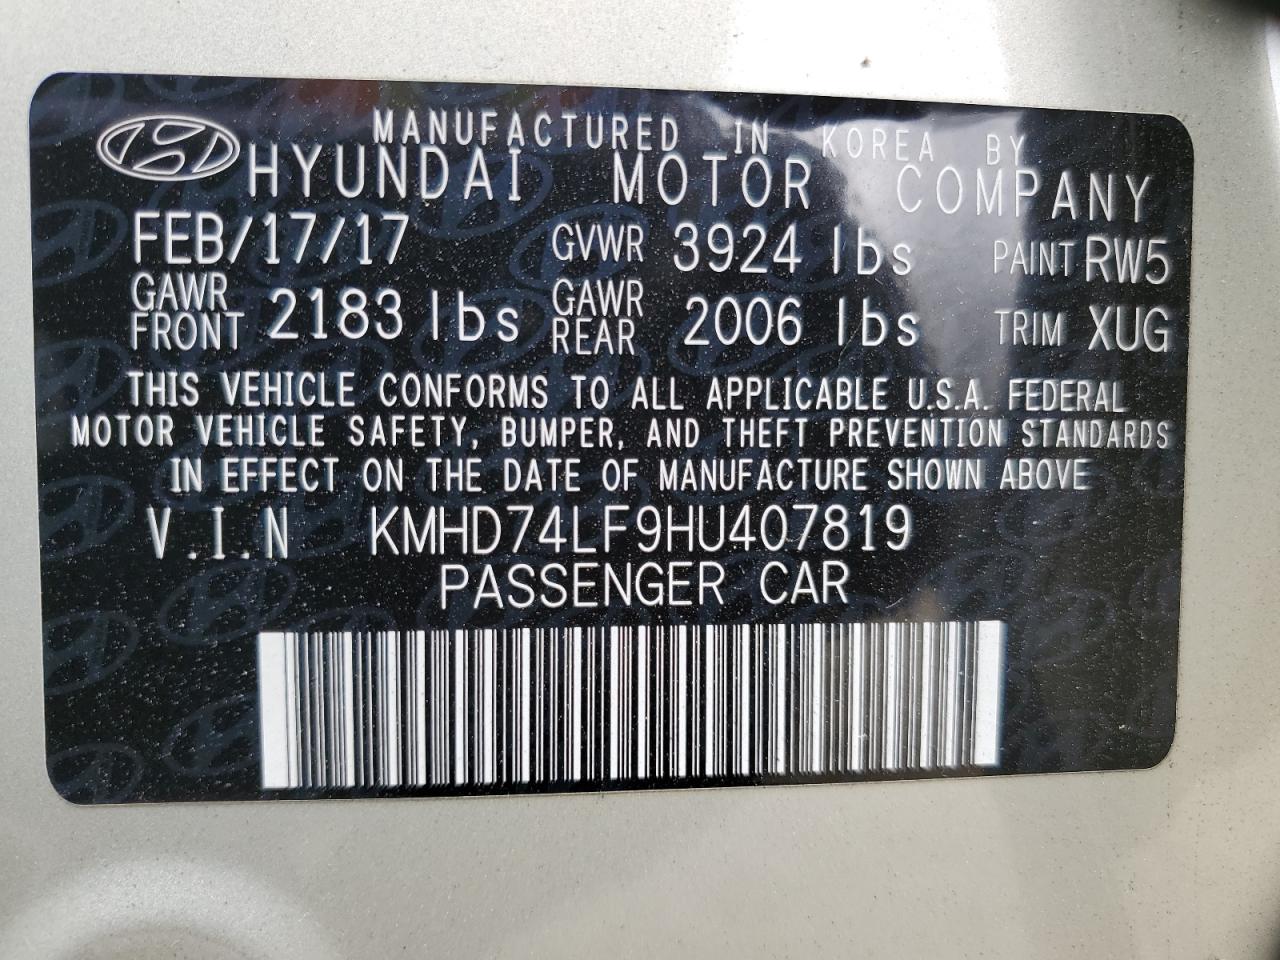 MANUFACTURED IN KOREA BY
HYUNDAI MOTOR COMPANY
FEB/17/17 GVWR 3924 lbs PAINT RW5
GAWR FRONT 2183 lbs GAWR REAR 2006 lbs TRIM XUG
THIS VEHICLE CONFORMS TO ALL APPLICABLE U.S.A. FEDERAL
MOTOR VEHICLE SAFETY, BUMPER, AND THEFT PREVENTION STANDARDS
IN EFFECT ON THE DATE OF MANUFACTURE SHOWN ABOVE
V.I.N KMHD74LF9HU407819
PASSENGER CAR